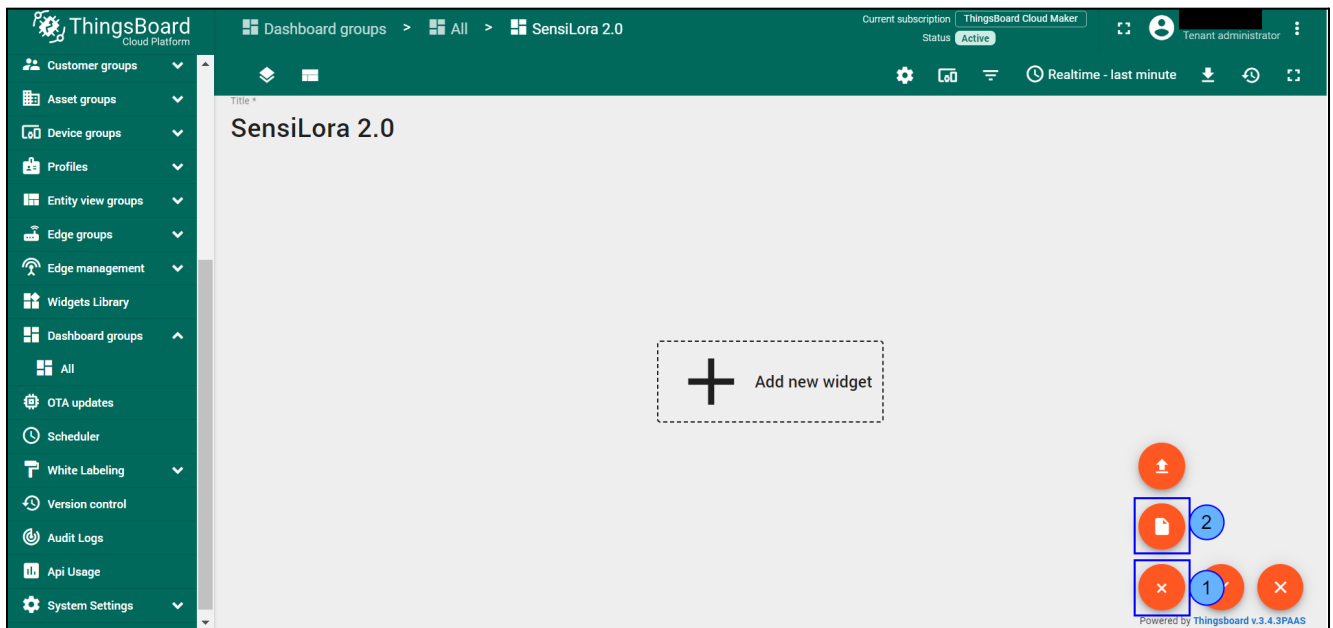 ThingsBoard
Cloud Platform
Dashboard groups > All > SensiLora 2.0
Current subscription ThingsBoard Cloud Maker
Status Active
Tenant administrator
Realtime - last minute
Customer groups
Asset groups
Device groups
Profiles
Entity view groups
Edge groups
Edge management
Widgets Library
Dashboard groups
All
OTA updates
Scheduler
White Labeling
Version control
Audit Logs
Api Usage
System Settings
Title *
SensiLora 2.0
Add new widget
2
1
Powered by Thingsboard v.3.4.3PAAS